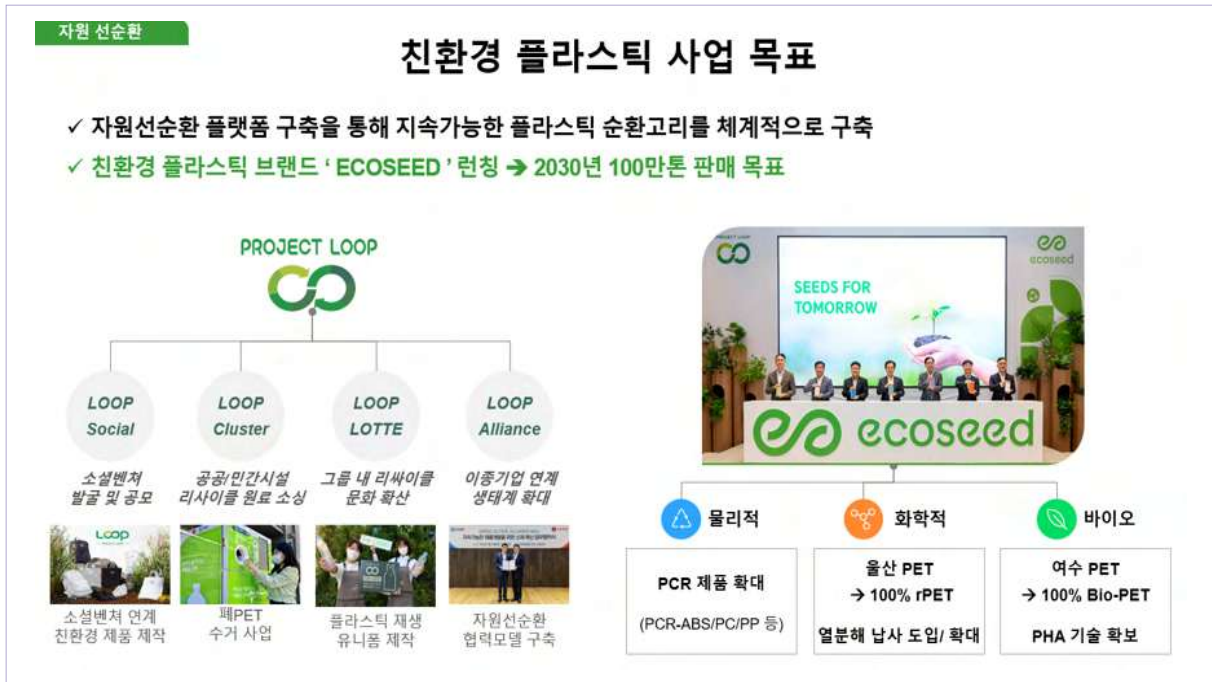 자원 선순환
친환경 플라스틱 사업 목표
✓ 자원선순환 플랫폼 구축을 통해 지속가능한 플라스틱 순환고리를 체계적으로 구축
✓ 친환경 플라스틱 브랜드 ‘ ECOSEED ’ 런칭 → 2030년 100만톤 판매 목표
PROJECT LOOP
LOOP
Social
LOOP
Cluster
LOOP
LOTTE
LOOP
Alliance
소셜벤쳐
발굴 및 공모
공공/민간시설
리사이클 원료 소싱
그룹 내 리싸이클
문화 확산
이종기업 연계
생태계 확대
LOOP
소셜벤쳐 연계
친환경 제품 제작
폐PET
수거 사업
ECOSEED
플라스틱 재생
유니폼 제작
자원선순환
협력모델 구축
PROJECT LOOP
ecoseed
SEEDS FOR
TOMORROW
ecoseed
물리적
PCR 제품 확대
(PCR-ABS/PC/PP 등)
화학적
울산 PET
→ 100% rPET
열분해 납사 도입/ 확대
바이오
여수 PET
→ 100% Bio-PET
PHA 기술 확보